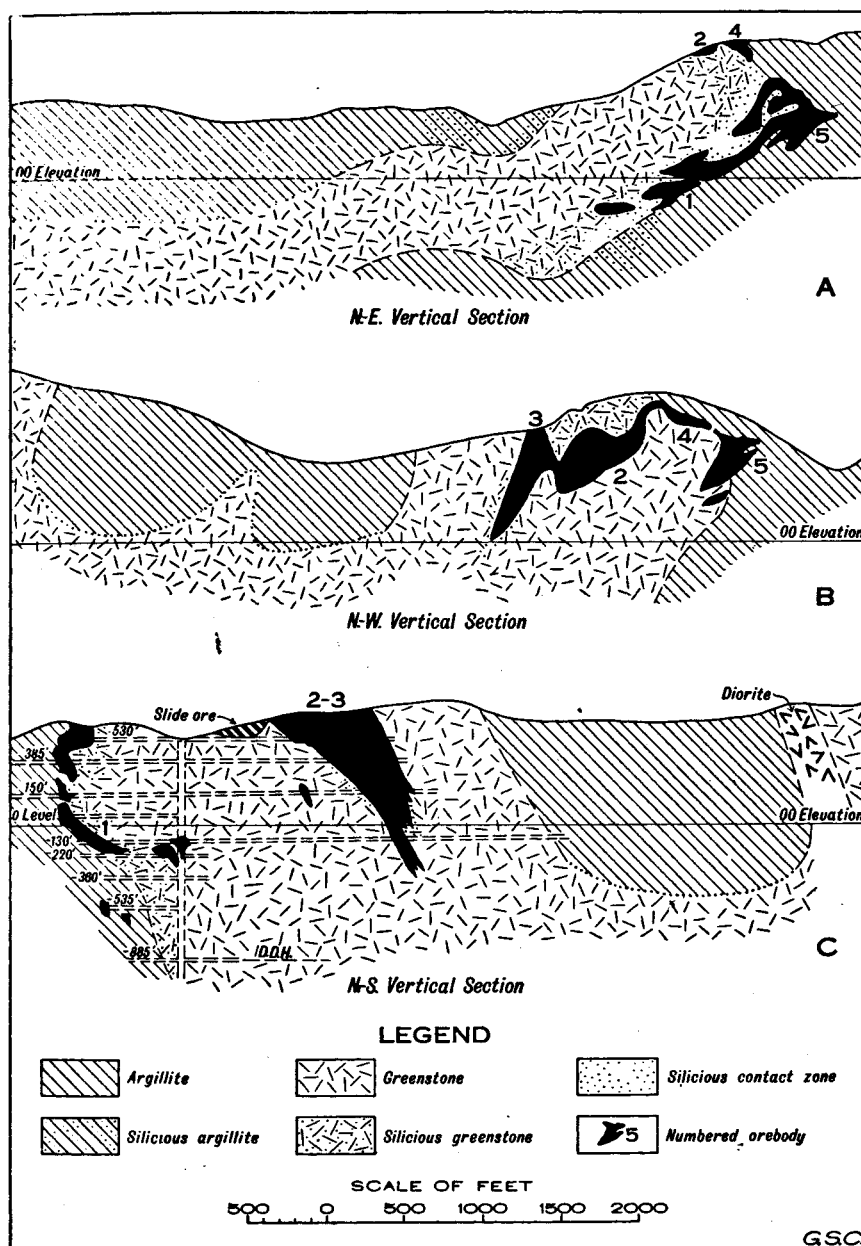 2 4
00 Elevation
5
1
A
N.-E. Vertical Section
3
4
2
5
00 Elevation
B
N.-W. Vertical Section
Slide ore
2-3
Diorite
530'
385'
150'
0 Level
1
00 Elevation
130'
220'
360'
535'
885'
D.D.H.
C
N-S. Vertical Section
LEGEND
Argillite
Greenstone
Silicious contact zone
Silicious argillite
Silicious greenstone
5 Numbered orebody
SCALE OF FEET
500 0 500 1000 1500 2000
G.S.C.